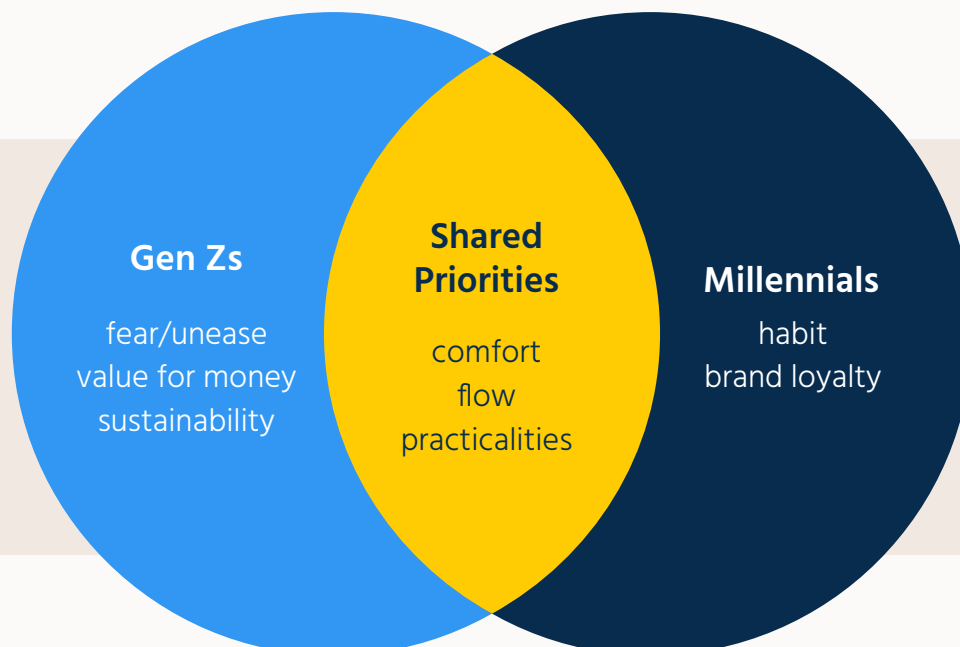 Gen Zs
fear/unease
value for money
sustainability
Shared
Priorities
comfort
flow
practicalities
Millennials
habit
brand loyalty